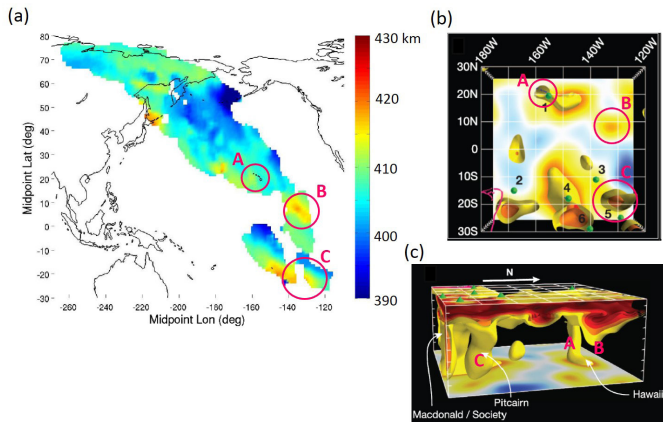 (a)
430 km
420
410
400
390
80
70
60
50
40
30
20
10
0
-10
-20
-30
Midpoint Lat (deg)
A
B
C
-260 -240 -220 -200 -180 -160 -140 -120
Midpoint Lon (deg)
(b)
180W 160W 140W 120W
30N
20N
10N
0
10S
20S
30S
A
B
C
1
2
3
4
5
6
(c)
N
A
B
C
Hawaii
Pitcairn
Macdonald / Society